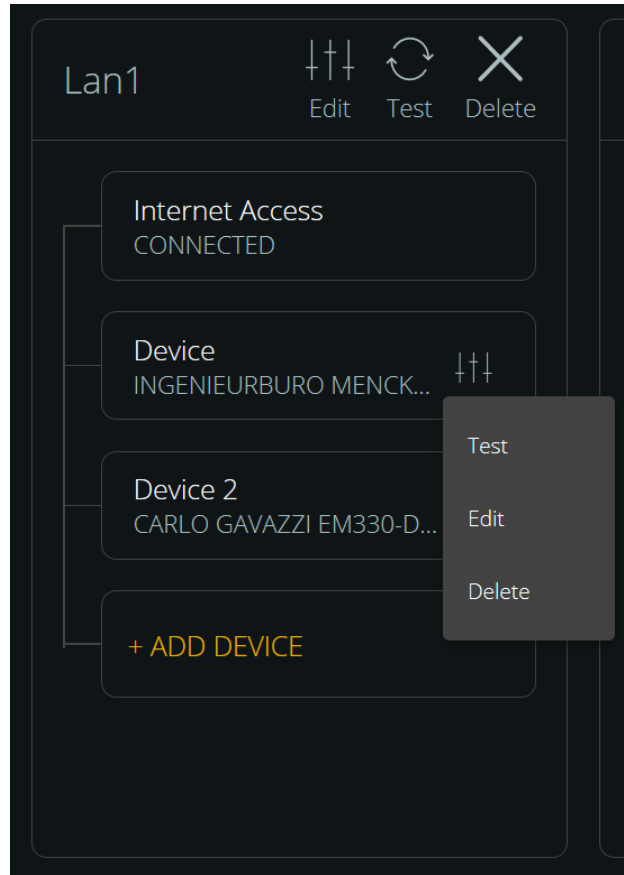 Lan1
Edit Test Delete
Internet Access
CONNECTED
Device
INGENIEURBURO MENCK...
Device 2
CARLO GAVAZZI EM330-D...
+ ADD DEVICE
Test
Edit
Delete